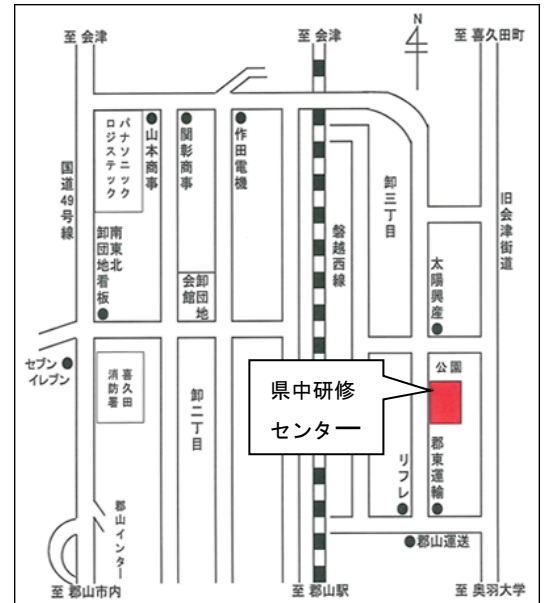 至 会津
至 会津
N
至 喜久田町
パナソニック
ロジステック
山本商事
関彰商事
作田電機
国道49号線
南東北
卸団地看板
卸団地
会館
磐越西線
卸三丁目
旧会津街道
太陽興産
セブン
イレブン
喜久田
消防署
卸二丁目
県中研修
センター
公園
リフレ
郡東運輸
郡山インター
郡山運送
至 郡山市内
至 郡山駅
至 奥羽大学